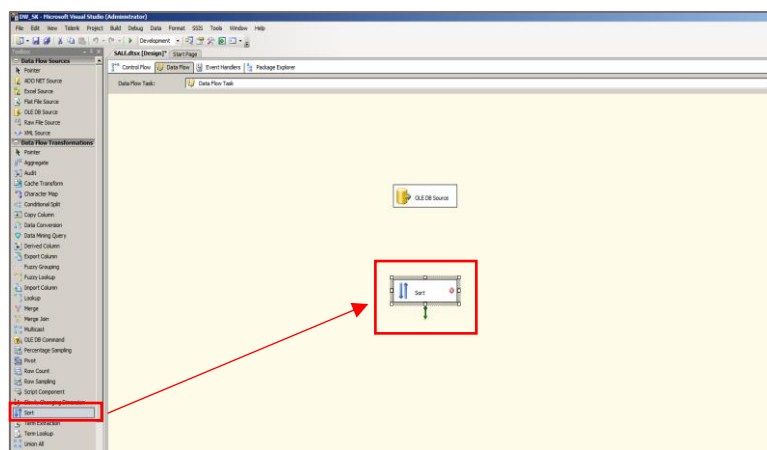 DW_SK - Microsoft Visual Studio (Administrator)
File Edit View Telerik Project Build Debug Data Format SSIS Tools Window Help
Development
Toolbox
SALE.dtsx [Design]* Start Page
Control Flow Data Flow Event Handlers Package Explorer
Data Flow Task: Data Flow Task
Data Flow Sources
Pointer
ADO NET Source
Excel Source
Flat File Source
OLE DB Source
Raw File Source
XML Source
Data Flow Transformations
Pointer
Aggregate
Audit
Cache Transform
Character Map
Conditional Split
Copy Column
Data Conversion
Data Mining Query
Derived Column
Export Column
Fuzzy Grouping
Fuzzy Lookup
Import Column
Lookup
Merge
Merge Join
Multicast
OLE DB Command
Percentage Sampling
Pivot
Row Count
Row Sampling
Script Component
Slowly Changing Dimension
Sort
Term Extraction
Term Lookup
Union All
OLE DB Source
Sort